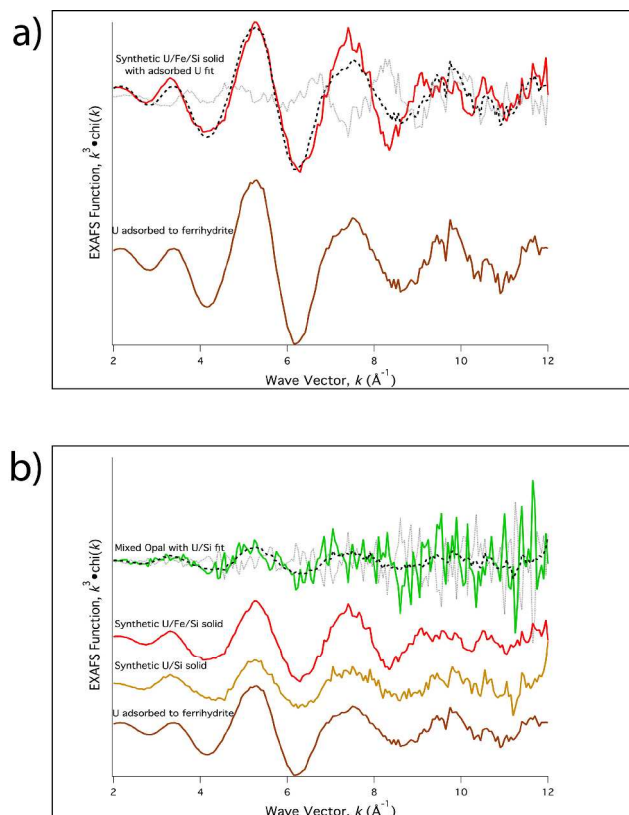 a)
Synthetic U/Fe/Si solid
with adsorbed U fit
U adsorbed to ferrihydrite
EXAFS Function, k³•chi(k)
2 4 6 8 10 12
Wave Vector, k (Å⁻¹)
b)
Mixed Opal with U/Si fit
Synthetic U/Fe/Si solid
Synthetic U/Si solid
U adsorbed to ferrihydrite
EXAFS Function, k³•chi(k)
2 4 6 8 10 12
Wave Vector, k (Å⁻¹)